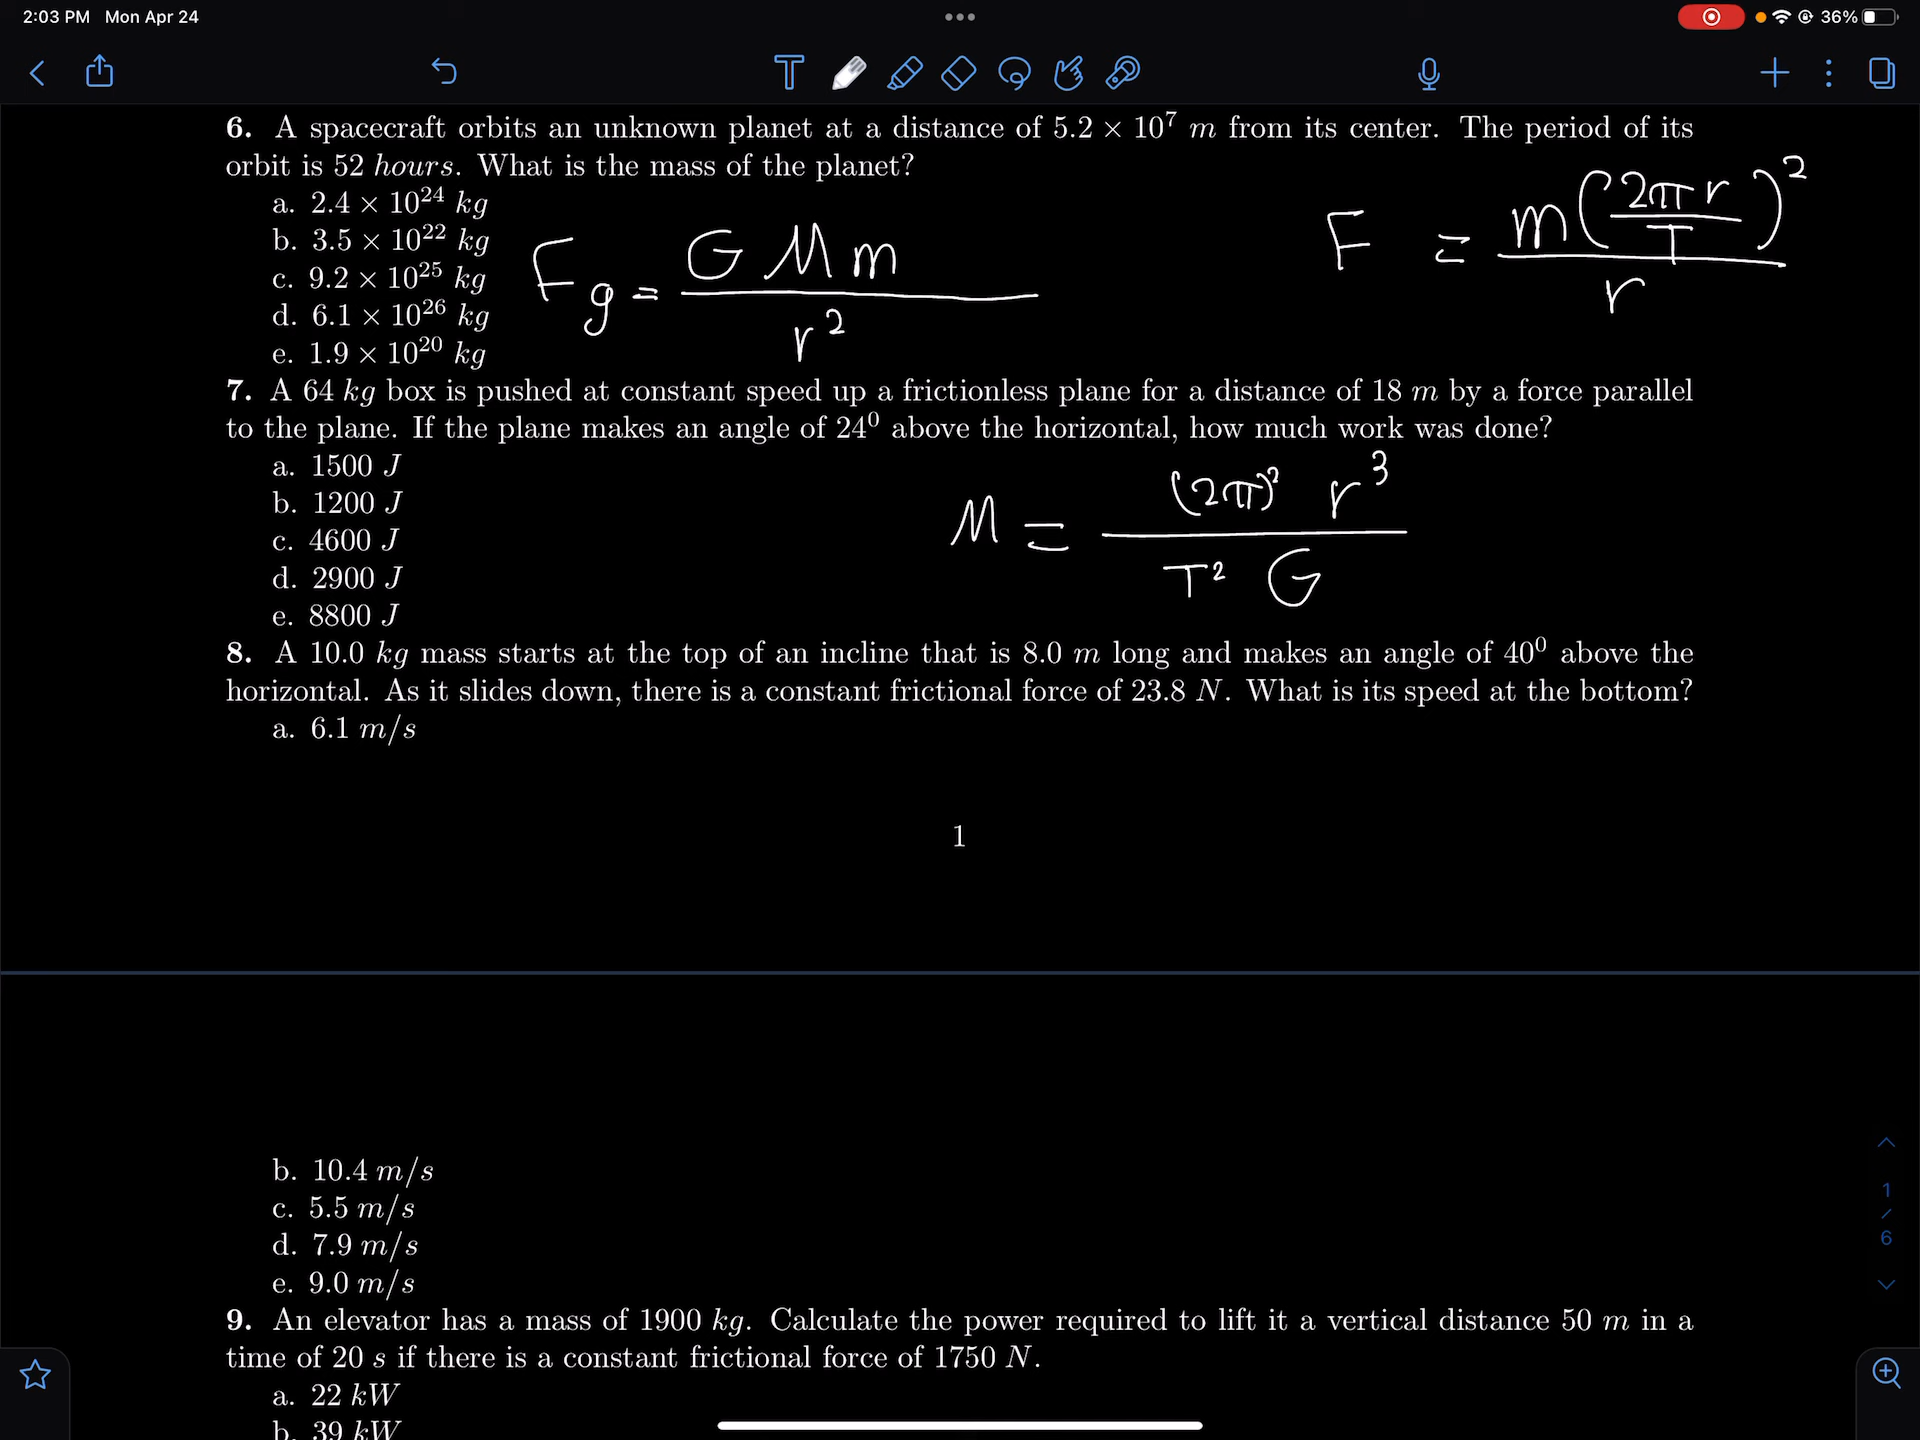 2:03 PM Mon Apr 24
36%
6. A spacecraft orbits an unknown planet at a distance of 5.2 × 10⁷ m from its center. The period of its
orbit is 52 hours. What is the mass of the planet?
a. 2.4 × 10²⁴ kg
b. 3.5 × 10²² kg
c. 9.2 × 10²⁵ kg
d. 6.1 × 10²⁶ kg
e. 1.9 × 10²⁰ kg
F_g = G M m / r²
F = m(2πr / T)² / r
7. A 64 kg box is pushed at constant speed up a frictionless plane for a distance of 18 m by a force parallel
to the plane. If the plane makes an angle of 24⁰ above the horizontal, how much work was done?
a. 1500 J
b. 1200 J
c. 4600 J
d. 2900 J
e. 8800 J
M = (2π)² r³ / T² G
8. A 10.0 kg mass starts at the top of an incline that is 8.0 m long and makes an angle of 40⁰ above the
horizontal. As it slides down, there is a constant frictional force of 23.8 N. What is its speed at the bottom?
a. 6.1 m/s
1
b. 10.4 m/s
c. 5.5 m/s
d. 7.9 m/s
e. 9.0 m/s
1
/
6
9. An elevator has a mass of 1900 kg. Calculate the power required to lift it a vertical distance 50 m in a
time of 20 s if there is a constant frictional force of 1750 N.
a. 22 kW
b. 39 kW